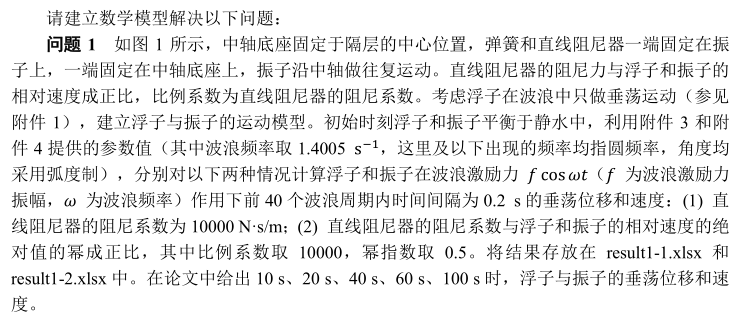 请建立数学模型解决以下问题：
问题 1 如图 1 所示，中轴底座固定于隔层的中心位置，弹簧和直线阻尼器一端固定在振
子上，一端固定在中轴底座上，振子沿中轴做往复运动。直线阻尼器的阻尼力与浮子和振子的
相对速度成正比，比例系数为直线阻尼器的阻尼系数。考虑浮子在波浪中只做垂荡运动（参见
附件 1），建立浮子与振子的运动模型。初始时刻浮子和振子平衡于静水中，利用附件 3 和附
件 4 提供的参数值（其中波浪频率取 1.4005 s⁻¹，这里及以下出现的频率均指圆频率，角度均
采用弧度制），分别对以下两种情况计算浮子和振子在波浪激励力 f cos ωt（f 为波浪激励力
振幅，ω 为波浪频率）作用下前 40 个波浪周期内时间间隔为 0.2 s 的垂荡位移和速度：(1) 直
线阻尼器的阻尼系数为 10000 N·s/m；(2) 直线阻尼器的阻尼系数与浮子和振子的相对速度的绝
对值的幂成正比，其中比例系数取 10000，幂指数取 0.5。将结果存放在 result1-1.xlsx 和
result1-2.xlsx 中。在论文中给出 10 s、20 s、40 s、60 s、100 s 时，浮子与振子的垂荡位移和速
度。